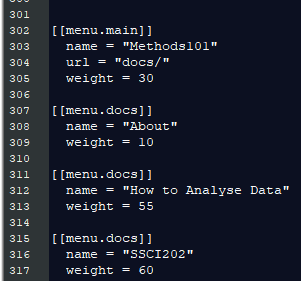 300
301
302 [[menu.main]]
303 name = "Methods101"
304 url = "docs/"
305 weight = 30
306
307 [[menu.docs]]
308 name = "About"
309 weight = 10
310
311 [[menu.docs]]
312 name = "How to Analyse Data"
313 weight = 55
314
315 [[menu.docs]]
316 name = "SSCI202"
317 weight = 60